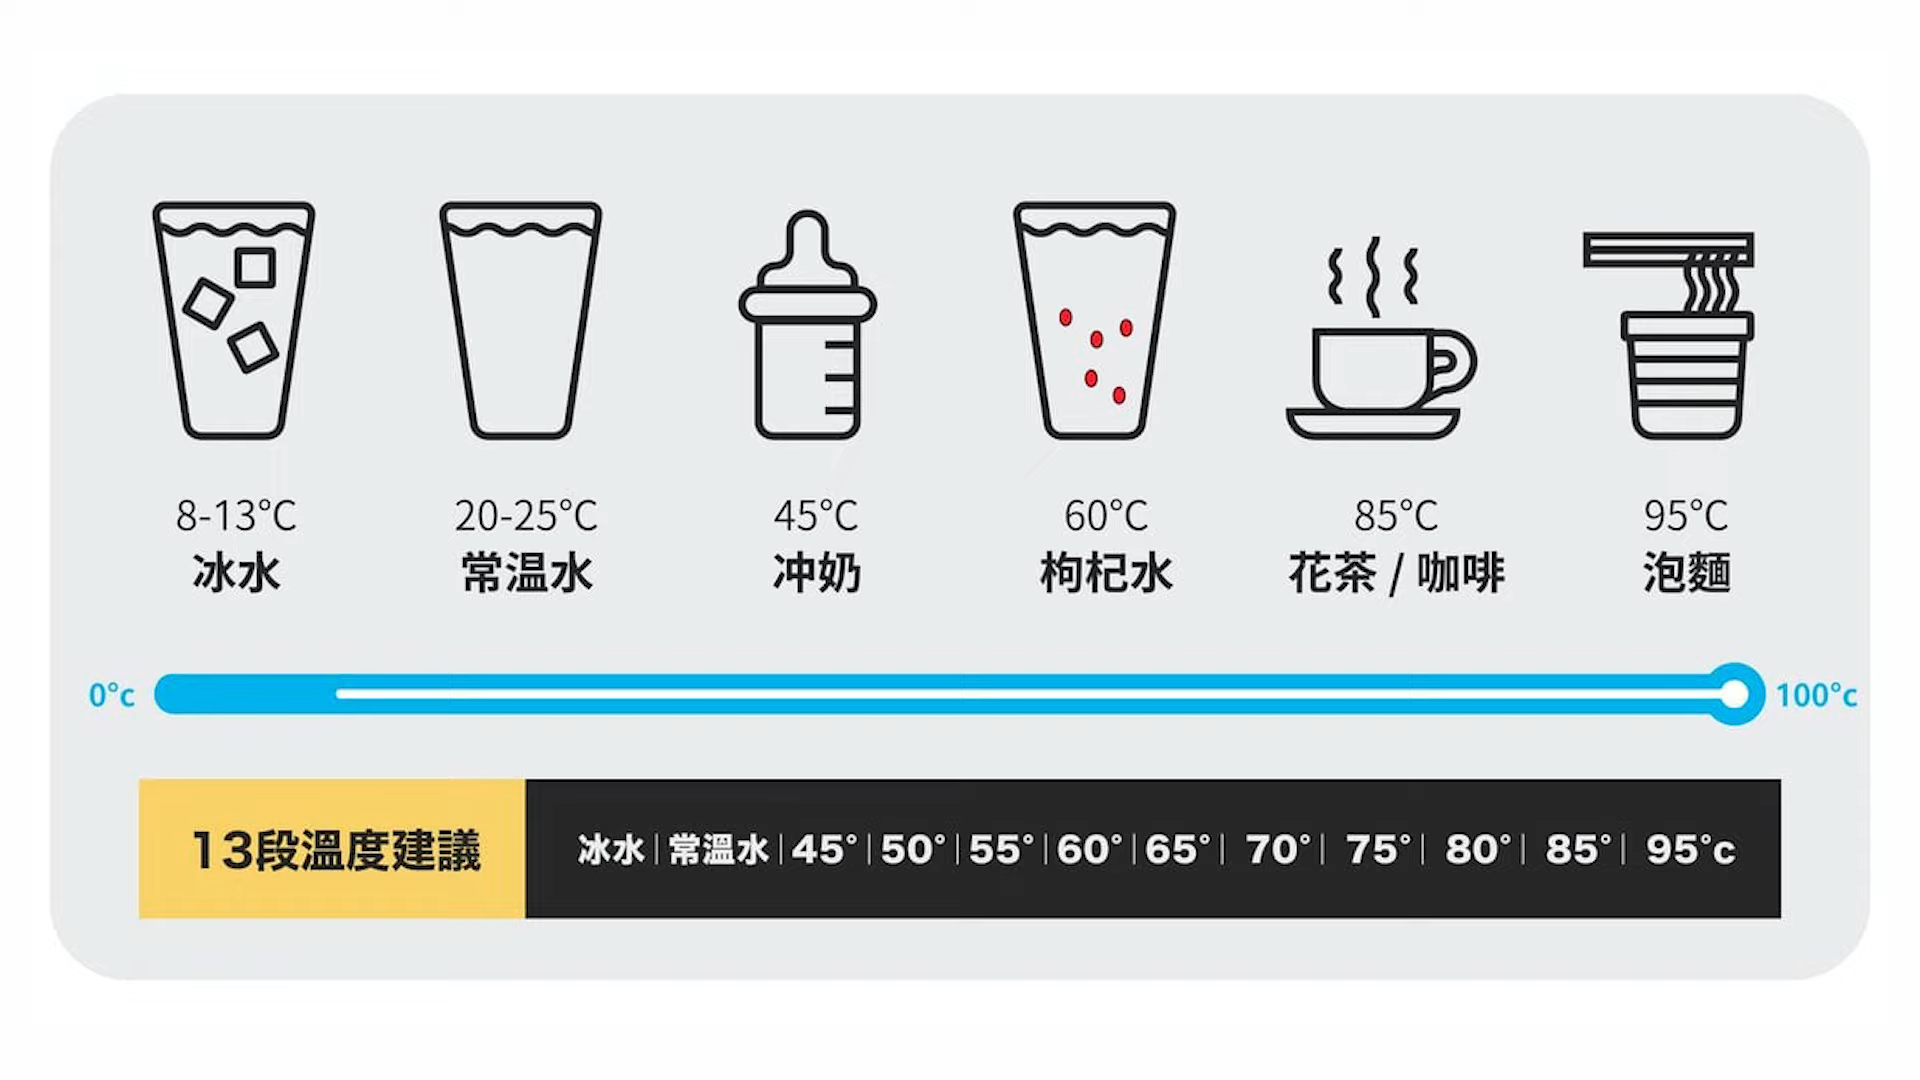 8-13°C
冰水
20-25°C
常温水
45°C
冲奶
60°C
枸杞水
85°C
花茶 / 咖啡
95°C
泡麵
0°c
100°c
13段溫度建議
冰水 | 常溫水 | 45° | 50° | 55° | 60° | 65° | 70° | 75° | 80° | 85° | 95°c